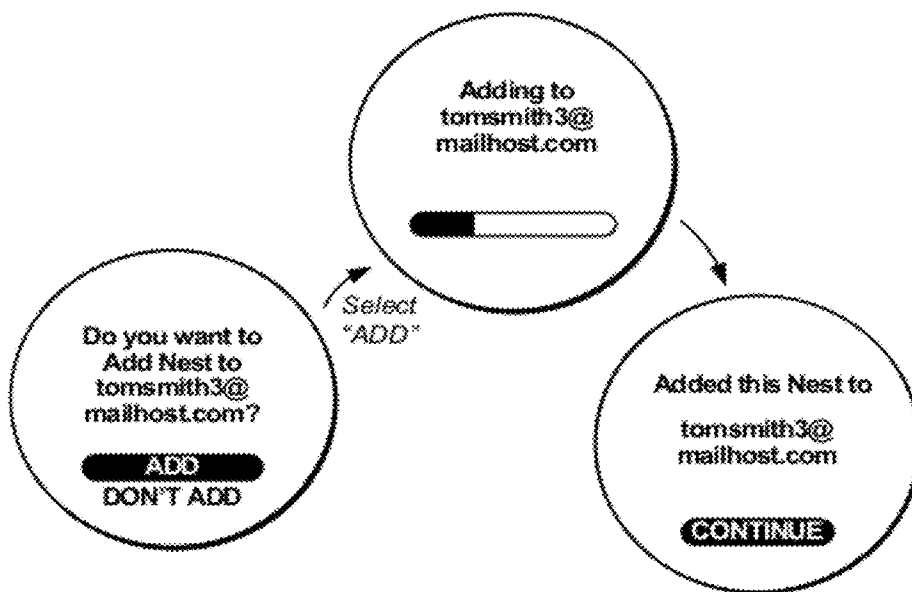 Do you want to
Add Nest to
tomsmith3@
mailhost.com?
ADD
DON'T ADD
Select
"ADD"
Adding to
tomsmith3@
mailhost.com
Added this Nest to
tomsmith3@
mailhost.com
CONTINUE